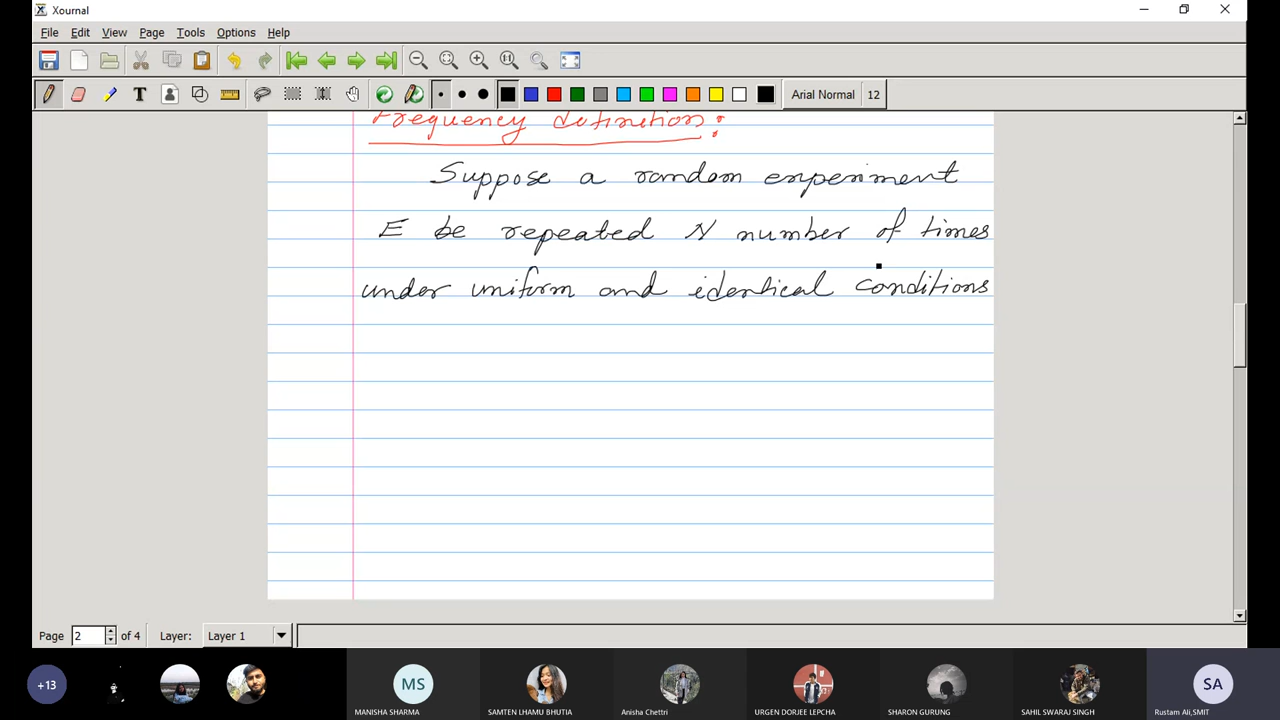 Xournal
File Edit View Page Tools Options Help
Arial Normal 12
Frequency definition:
Suppose a random experiment
E be repeated N number of times
under uniform and identical conditions
Page 2 of 4 Layer: Layer 1
+13 MS SA
MANISHA SHARMA SAMTEN LHAMU BHUTIA Anisha Chettri URGEN DORJEE LEPCHA SHARON GURUNG SAHIL SWARAJ SINGH Rustam Ali,SMIT